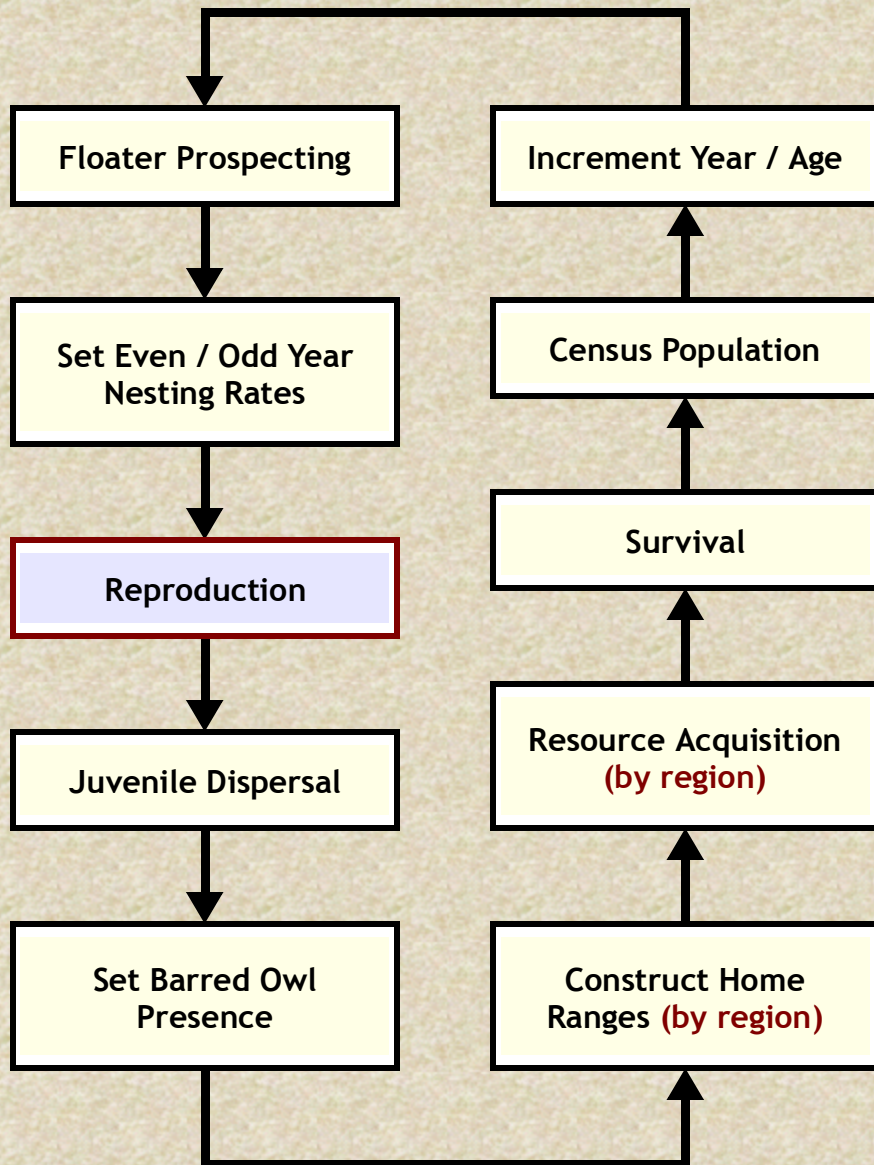 Floater Prospecting
Set Even / Odd Year
Nesting Rates
Reproduction
Juvenile Dispersal
Set Barred Owl
Presence
Construct Home
Ranges (by region)
Resource Acquisition
(by region)
Survival
Census Population
Increment Year / Age